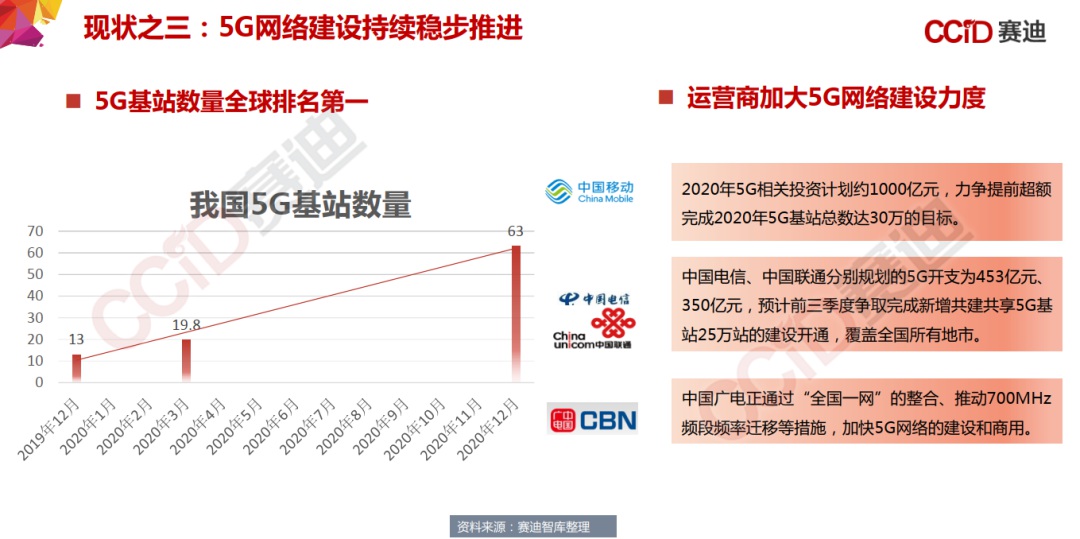 现状之三：5G网络建设持续稳步推进
CCID赛迪
■ 5G基站数量全球排名第一
我国5G基站数量
70
60
50
40
30
20
10
0
13
19.8
63
2019年12月
2020年1月
2020年2月
2020年3月
2020年4月
2020年5月
2020年6月
2020年7月
2020年8月
2020年9月
2020年10月
2020年11月
2020年12月
■ 运营商加大5G网络建设力度
中国移动
China Mobile
2020年5G相关投资计划约1000亿元，力争提前超额
完成2020年5G基站总数达30万的目标。
中国电信
China
unicom中国联通
中国电信、中国联通分别规划的5G开支为453亿元、
350亿元，预计前三季度争取完成新增共建共享5G基
站25万站的建设开通，覆盖全国所有地市。
中国广电
CBN
中国广电正通过“全国一网”的整合、推动700MHz
频段频率迁移等措施，加快5G网络的建设和商用。
资料来源：赛迪智库整理
CCID赛迪
CCID赛迪